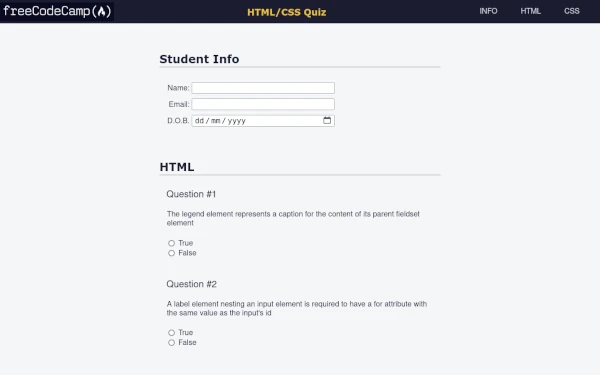 freeCodeCamp(🔥)
HTML/CSS Quiz
INFO HTML CSS
Student Info
Name:
Email:
D.O.B. dd / mm / yyyy
HTML
Question #1
The legend element represents a caption for the content of its parent fieldset
element
True
False
Question #2
A label element nesting an input element is required to have a for attribute with
the same value as the input's id
True
False